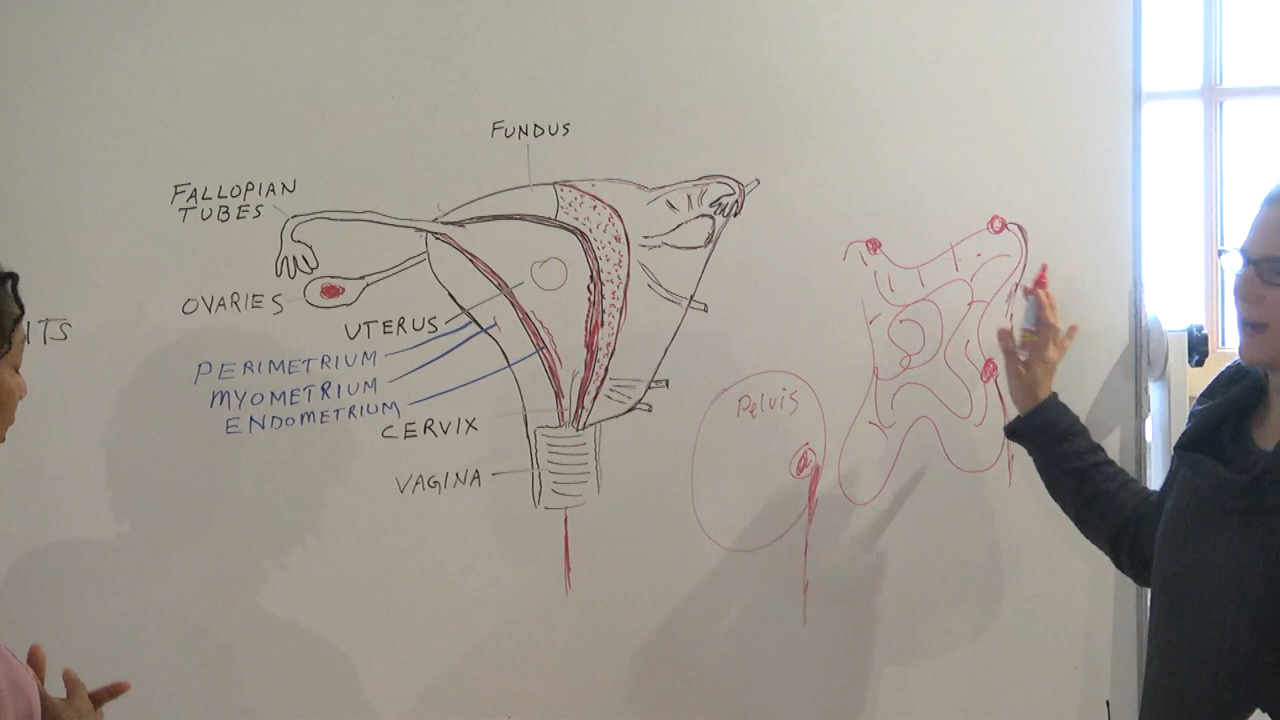 FUNDUS
FALLOPIAN
TUBES
OVARIES
UTERUS
PERIMETRIUM
MYOMETRIUM
ENDOMETRIUM
CERVIX
VAGINA
Pelvis